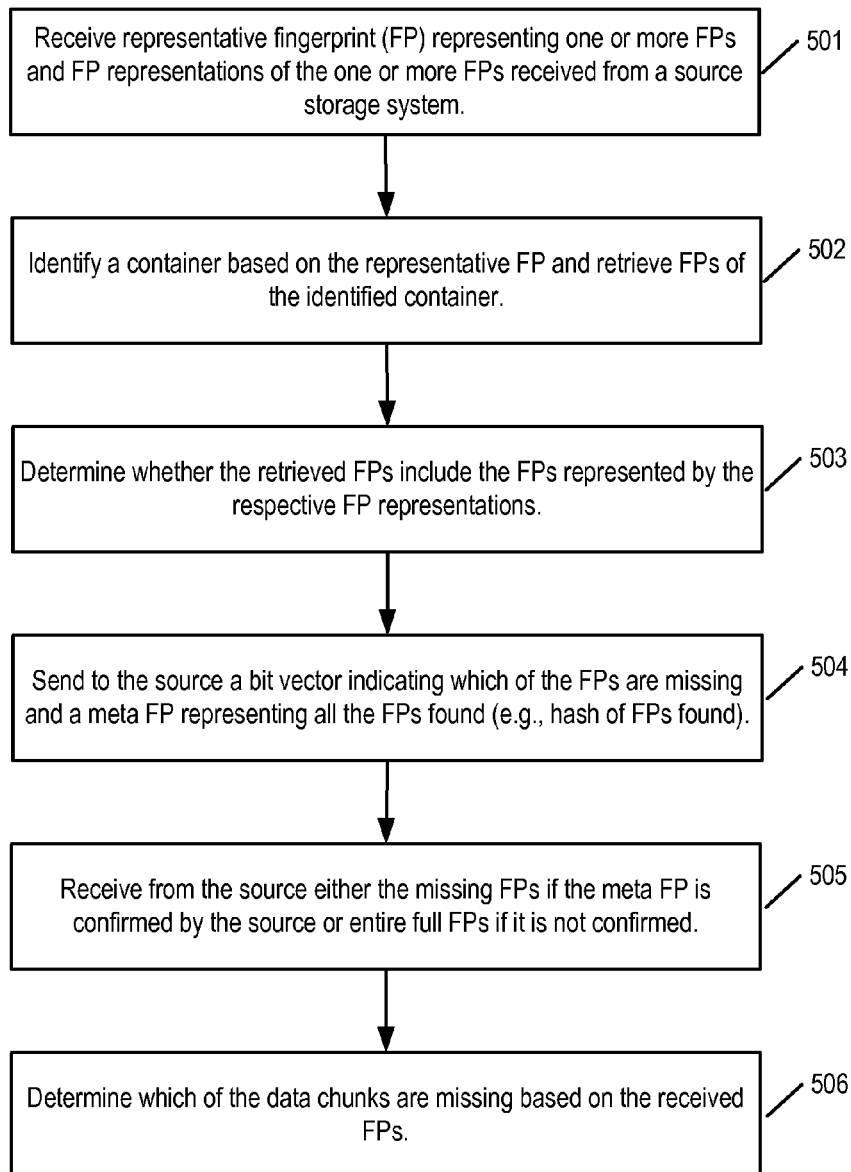 Receive representative fingerprint (FP) representing one or more FPs
and FP representations of the one or more FPs received from a source
storage system.
501
Identify a container based on the representative FP and retrieve FPs of
the identified container.
502
Determine whether the retrieved FPs include the FPs represented by the
respective FP representations.
503
Send to the source a bit vector indicating which of the FPs are missing
and a meta FP representing all the FPs found (e.g., hash of FPs found).
504
Receive from the source either the missing FPs if the meta FP is
confirmed by the source or entire full FPs if it is not confirmed.
505
Determine which of the data chunks are missing based on the received
FPs.
506